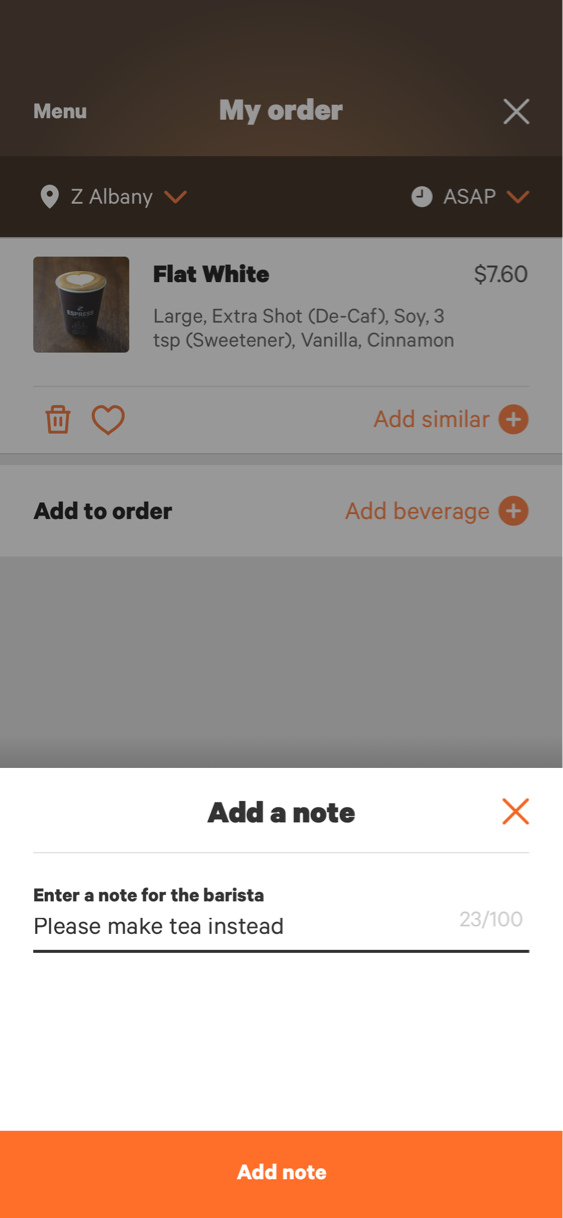 Menu
My order
Z Albany
ASAP
Flat White
$7.60
Large, Extra Shot (De-Caf), Soy, 3
tsp (Sweetener), Vanilla, Cinnamon
Add similar
Add to order
Add beverage
Add a note
Enter a note for the barista
Please make tea instead
23/100
Add note